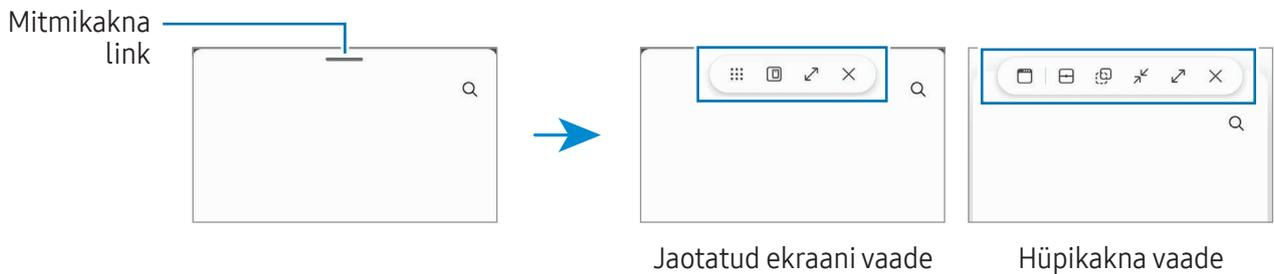 Mitmikakna
link
Jaotatud ekraani vaade
Hüpikakna vaade